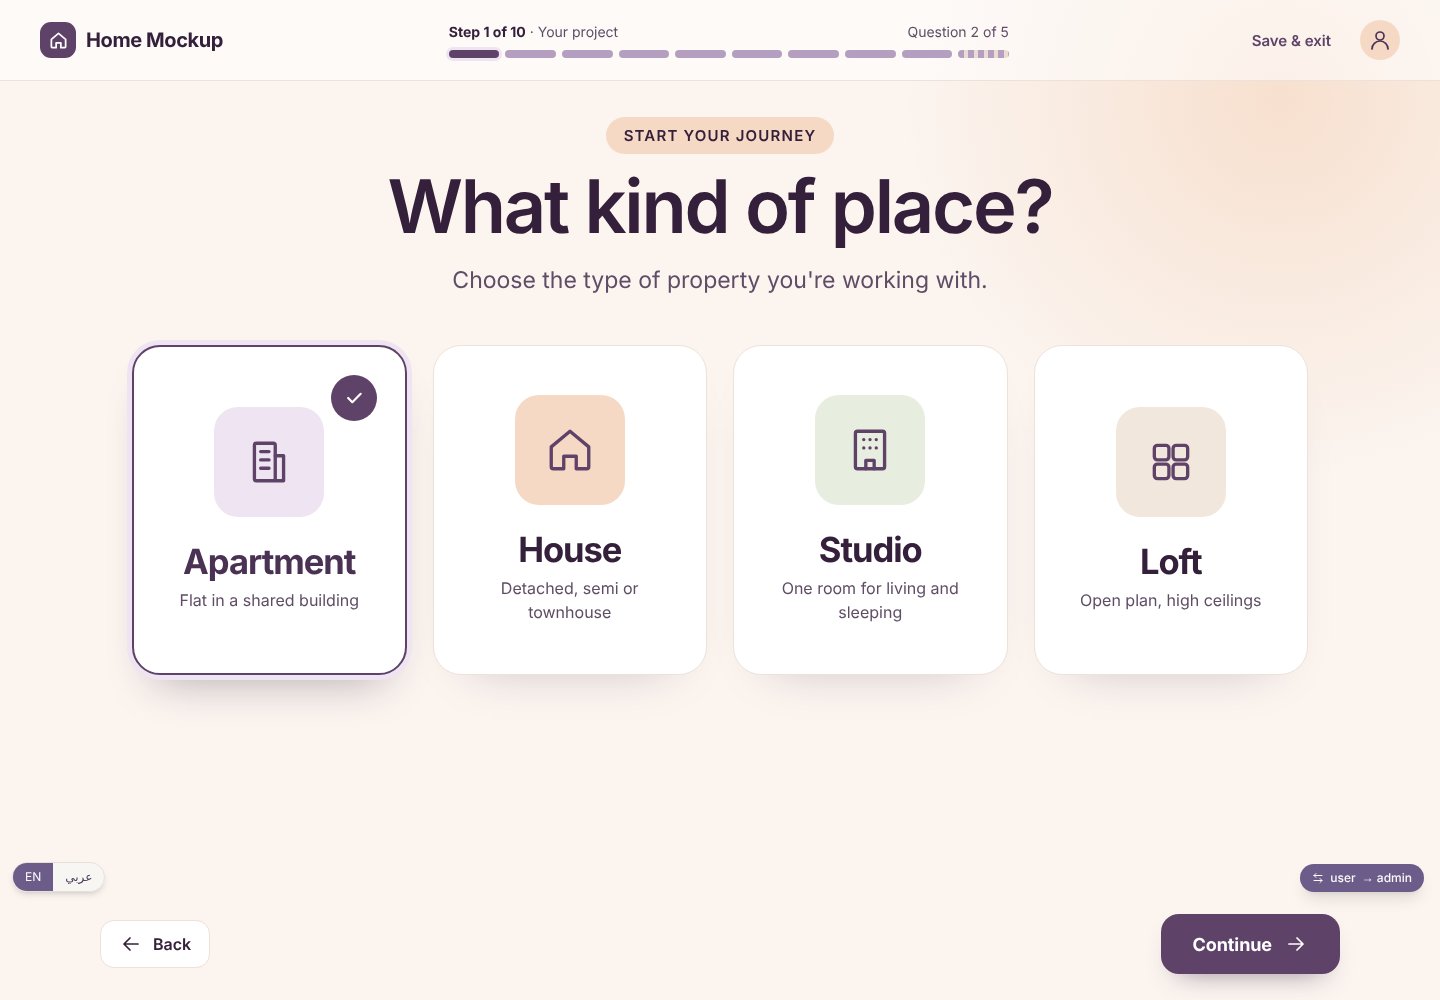 Home Mockup
Step 1 of 10 · Your project
Question 2 of 5
Save & exit
START YOUR JOURNEY
What kind of place?
Choose the type of property you're working with.
Apartment
Flat in a shared building
House
Detached, semi or
townhouse
Studio
One room for living and
sleeping
Loft
Open plan, high ceilings
EN
عربي
user → admin
Back
Continue